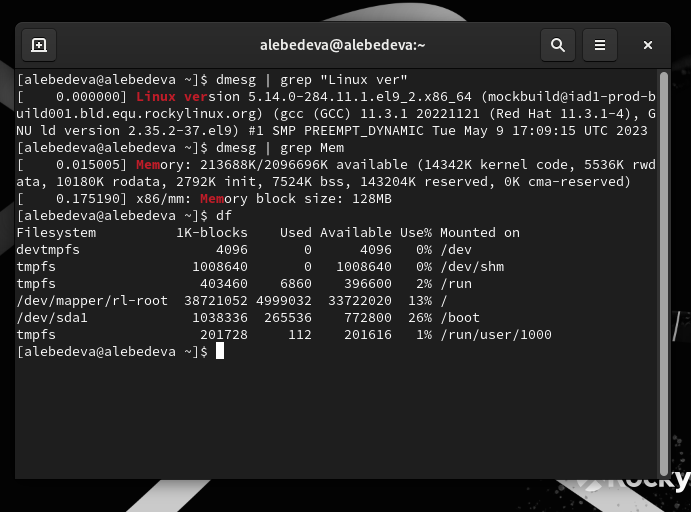 alebedeva@alebedeva:~
[alebedeva@alebedeva ~]$ dmesg | grep "Linux ver"
[    0.000000] Linux version 5.14.0-284.11.1.el9_2.x86_64 (mockbuild@iad1-prod-b
uild001.bld.equ.rockylinux.org) (gcc (GCC) 11.3.1 20221121 (Red Hat 11.3.1-4), G
NU ld version 2.35.2-37.el9) #1 SMP PREEMPT_DYNAMIC Tue May 9 17:09:15 UTC 2023
[alebedeva@alebedeva ~]$ dmesg | grep Mem
[    0.015005] Memory: 213688K/2096696K available (14342K kernel code, 5536K rwd
ata, 10180K rodata, 2792K init, 7524K bss, 143204K reserved, 0K cma-reserved)
[    0.175190] x86/mm: Memory block size: 128MB
[alebedeva@alebedeva ~]$ df
Filesystem          1K-blocks    Used Available Use% Mounted on
devtmpfs                 4096       0      4096   0% /dev
tmpfs                 1008640       0   1008640   0% /dev/shm
tmpfs                  403460    6860    396600   2% /run
/dev/mapper/rl-root  38721052 4999032  33722020  13% /
/dev/sda1             1038336  265536    772800  26% /boot
tmpfs                  201728     112    201616   1% /run/user/1000
[alebedeva@alebedeva ~]$
Rocky